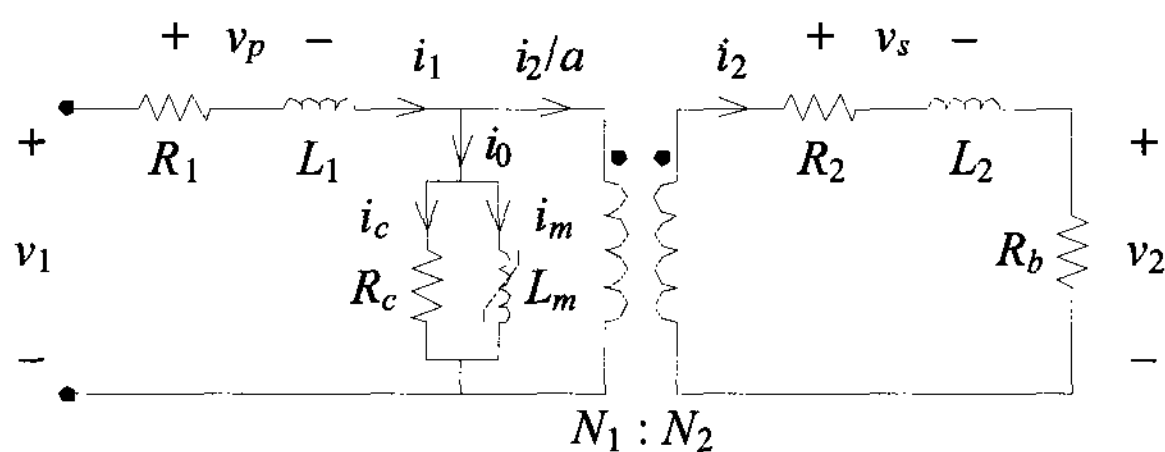 + v_p − + v_s −
i_1 i_2/a i_2
+ R_1 L_1 i_0 R_2 L_2 +
i_c i_m
v_1 R_c L_m R_b v_2
− −
N_1 : N_2